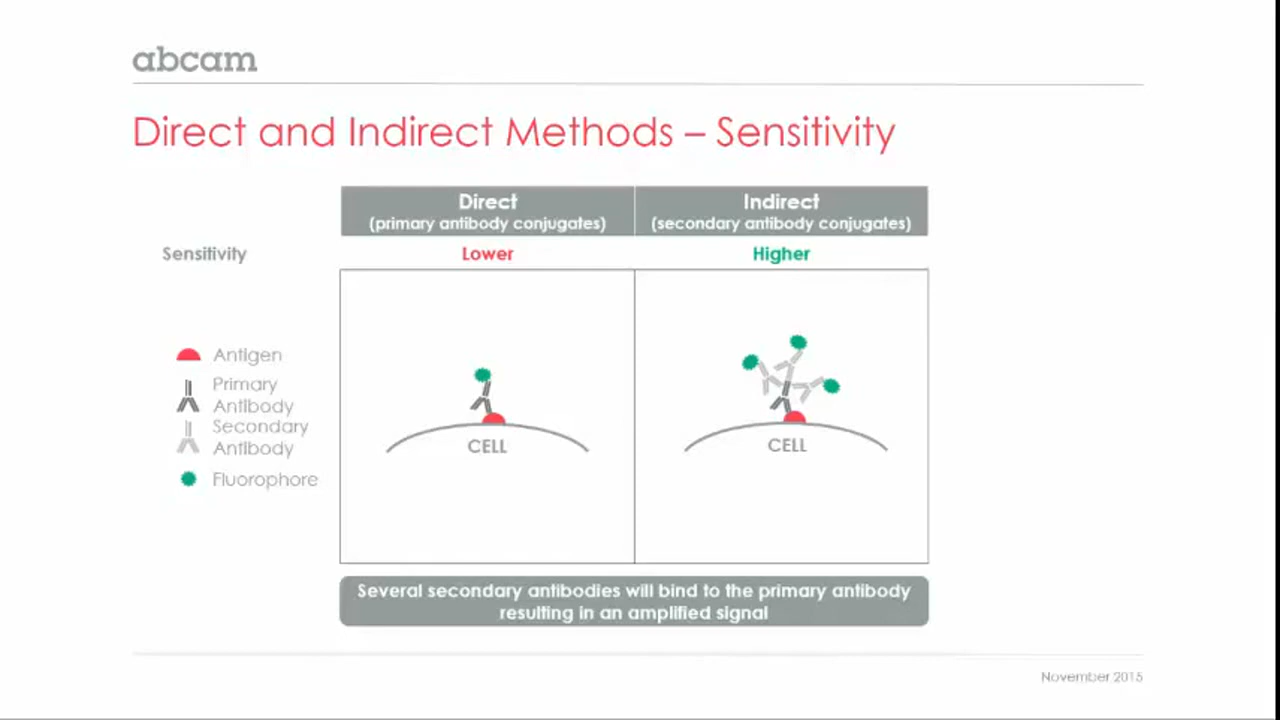 abcam
Direct and Indirect Methods – Sensitivity
Direct
(primary antibody conjugates)
Indirect
(secondary antibody conjugates)
Sensitivity
Lower
Higher
Antigen
Primary
Antibody
Secondary
Antibody
Fluorophore
CELL
CELL
Several secondary antibodies will bind to the primary antibody
resulting in an amplified signal
November 2015